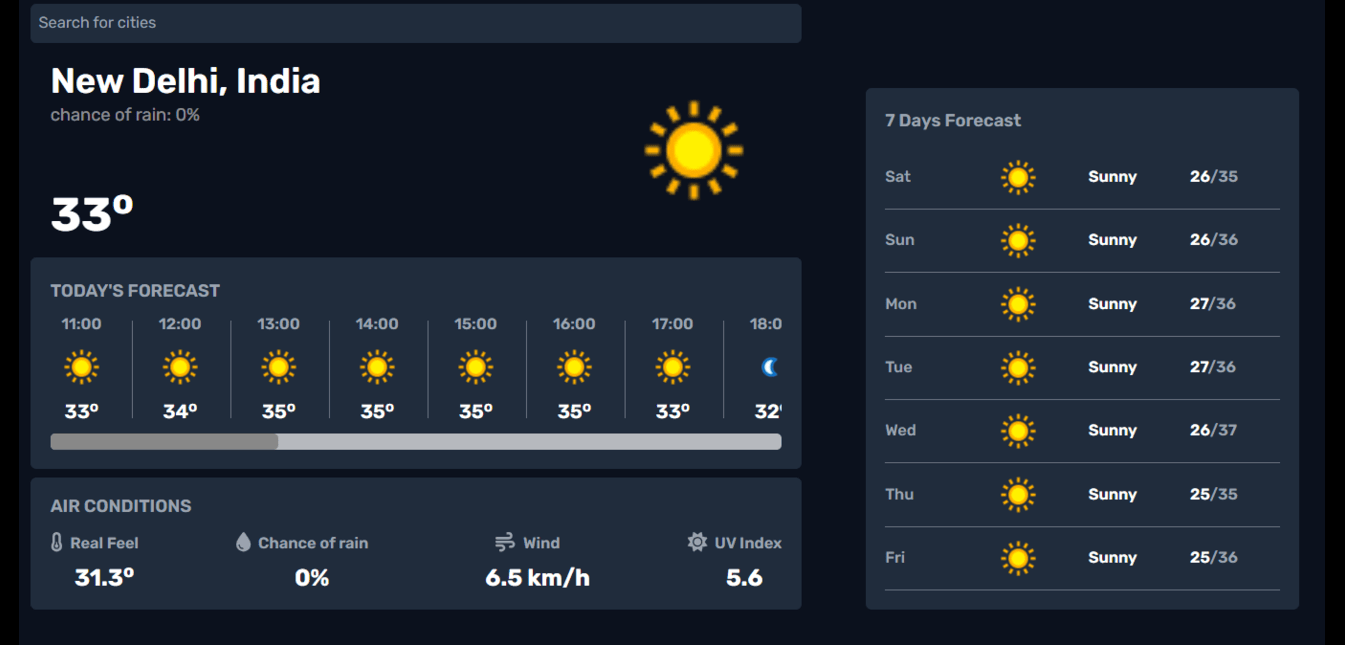 Search for cities
New Delhi, India
chance of rain: 0%
33º
TODAY'S FORECAST
11:00 12:00 13:00 14:00 15:00 16:00 17:00 18:0
33º 34º 35º 35º 35º 35º 33º 32º
AIR CONDITIONS
Real Feel Chance of rain Wind UV Index
31.3º 0% 6.5 km/h 5.6
7 Days Forecast
Sat Sunny 26/35
Sun Sunny 26/36
Mon Sunny 27/36
Tue Sunny 27/36
Wed Sunny 26/37
Thu Sunny 25/35
Fri Sunny 25/36